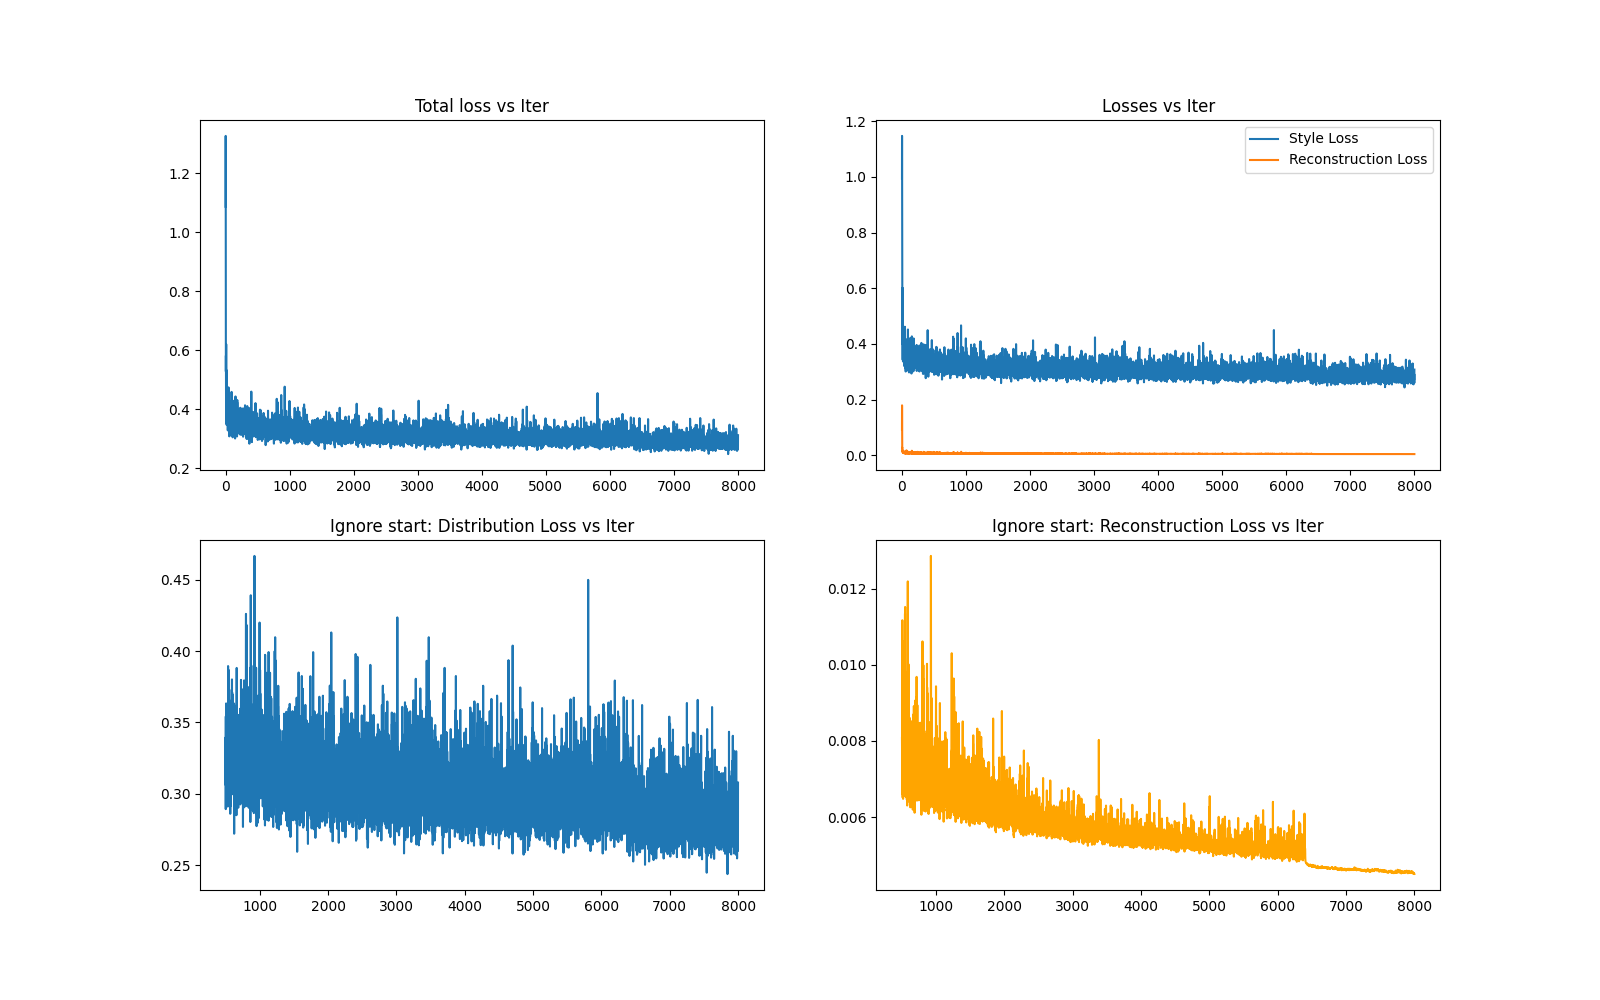 Total loss vs Iter
1.2
1.0
0.8
0.6
0.4
0.2
0 1000 2000 3000 4000 5000 6000 7000 8000
Losses vs Iter
Style Loss
Reconstruction Loss
1.2
1.0
0.8
0.6
0.4
0.2
0.0
0 1000 2000 3000 4000 5000 6000 7000 8000
Ignore start: Distribution Loss vs Iter
0.45
0.40
0.35
0.30
0.25
1000 2000 3000 4000 5000 6000 7000 8000
Ignore start: Reconstruction Loss vs Iter
0.012
0.010
0.008
0.006
1000 2000 3000 4000 5000 6000 7000 8000